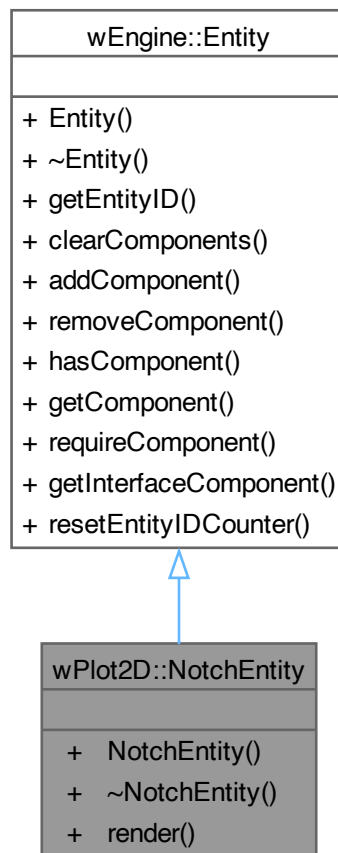 wEngine::Entity
+ Entity()
+ ~Entity()
+ getEntityID()
+ clearComponents()
+ addComponent()
+ removeComponent()
+ hasComponent()
+ getComponent()
+ requireComponent()
+ getInterfaceComponent()
+ resetEntityIDCounter()
wPlot2D::NotchEntity
+ NotchEntity()
+ ~NotchEntity()
+ render()